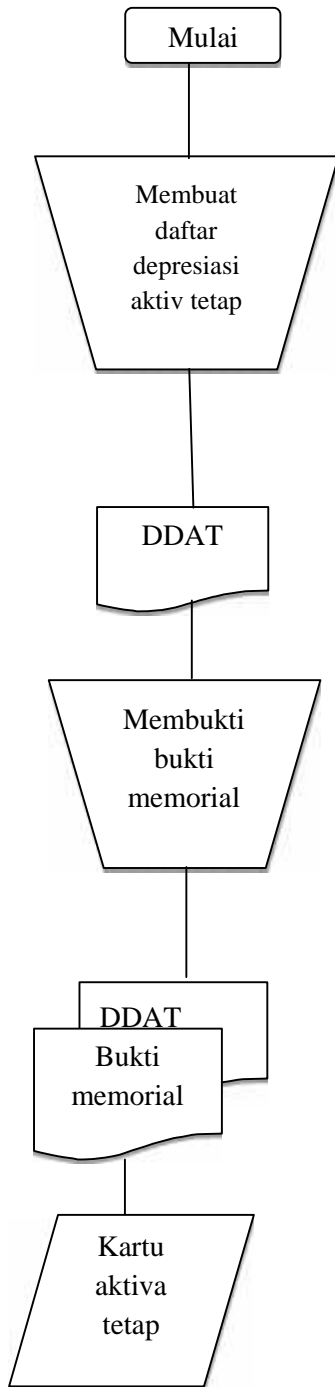 Mulai
Membuat
daftar
depresiasi
aktiv tetap
DDAT
Membukti
bukti
memorial
DDAT
Bukti
memorial
Kartu
aktiva
tetap